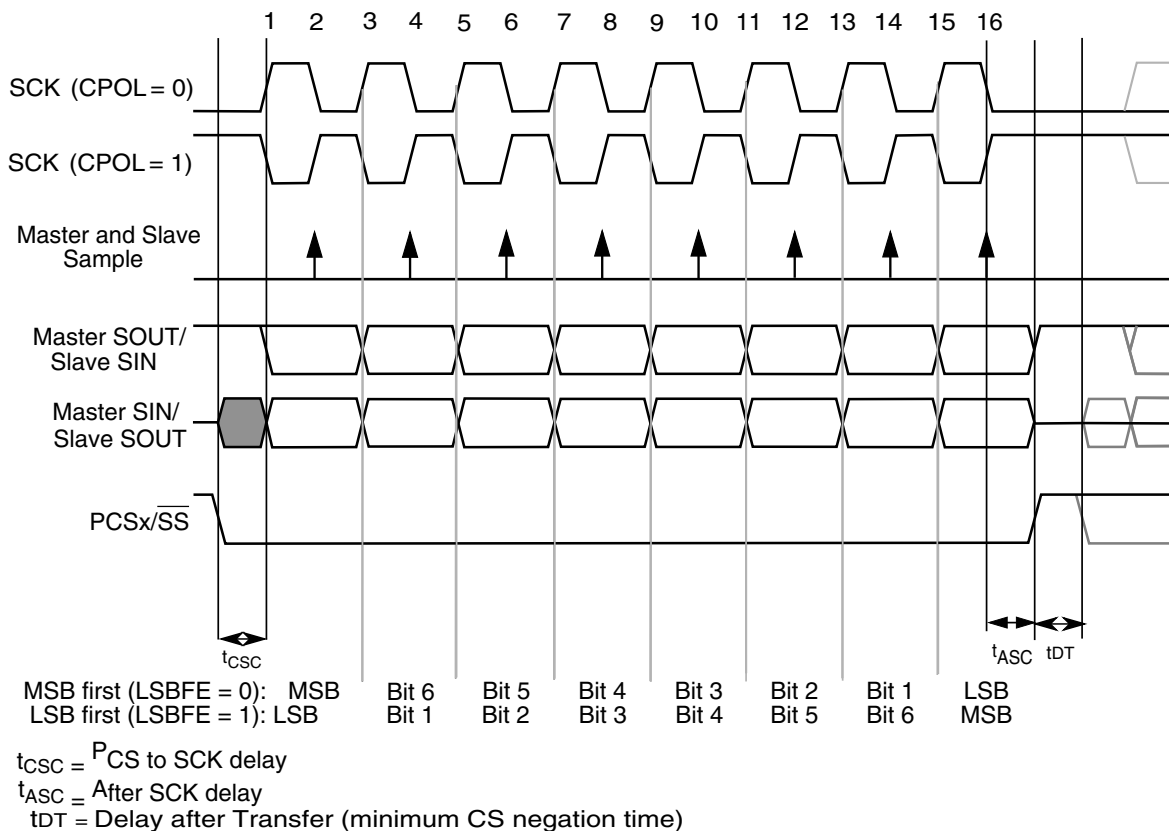 1 2 3 4 5 6 7 8 9 10 11 12 13 14 15 16
SCK (CPOL = 0)
SCK (CPOL = 1)
Master and Slave
Sample
Master SOUT/
Slave SIN
Master SIN/
Slave SOUT
PCSx/SS
tCSC
tASC tDT
MSB first (LSBFE = 0): MSB Bit 6 Bit 5 Bit 4 Bit 3 Bit 2 Bit 1 LSB
LSB first (LSBFE = 1): LSB Bit 1 Bit 2 Bit 3 Bit 4 Bit 5 Bit 6 MSB
tCSC = PCS to SCK delay
tASC = After SCK delay
tDT = Delay after Transfer (minimum CS negation time)